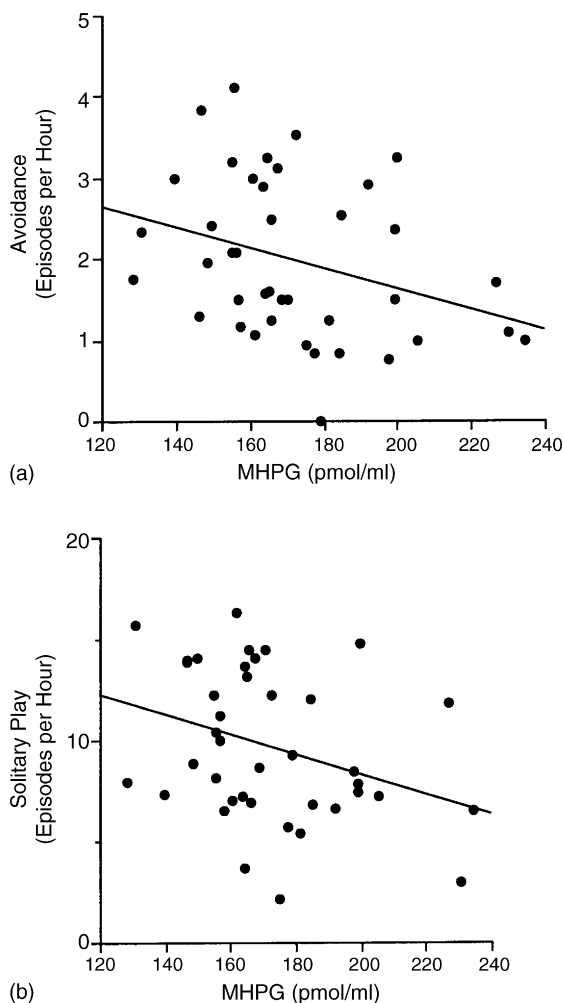 (a)
Avoidance
(Episodes per Hour)
5
4
3
2
1
0
120 140 160 180 200 220 240
MHPG (pmol/ml)
(b)
Solitary Play
(Episodes per Hour)
20
10
0
120 140 160 180 200 220 240
MHPG (pmol/ml)